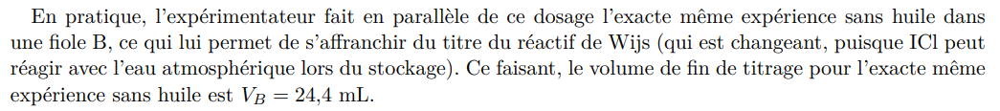 En pratique, l'expérimentateur fait en parallèle de ce dosage l'exacte même expérience sans huile dans
une fiole B, ce qui lui permet de s'affranchir du titre du réactif de Wijs (qui est changeant, puisque ICl peut
réagir avec l'eau atmosphérique lors du stockage). Ce faisant, le volume de fin de titrage pour l'exacte même
expérience sans huile est V_B = 24,4 mL.